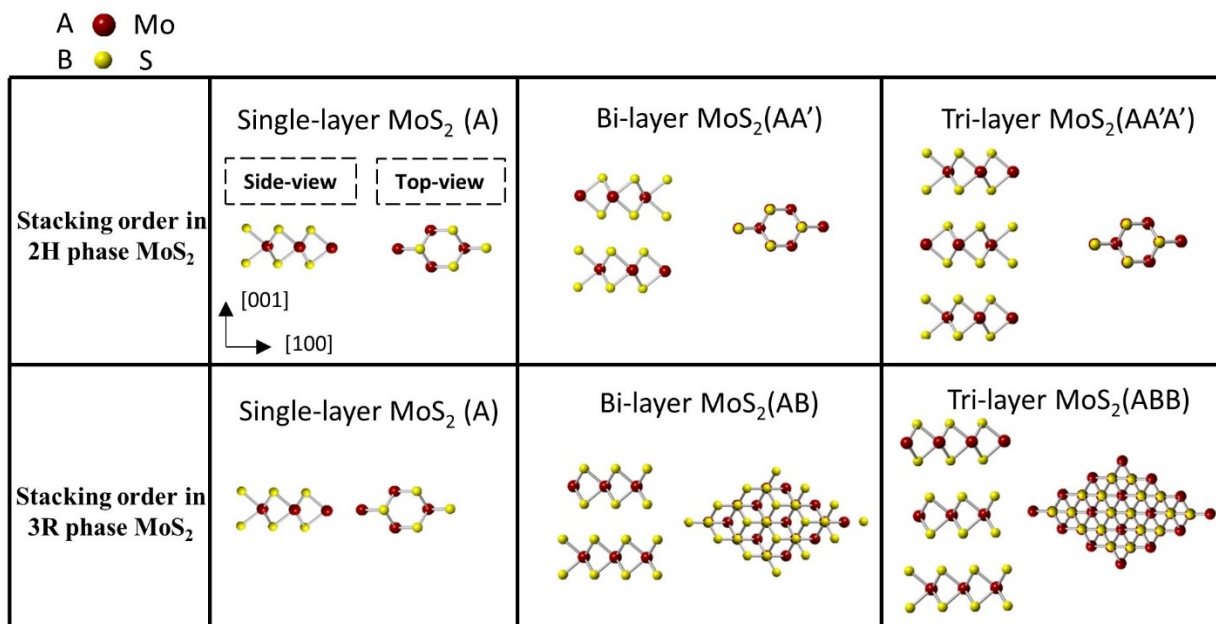 A Mo
B S
Stacking order in
2H phase MoS₂
Single-layer MoS₂ (A)
Side-view
Top-view
[001]
[100]
Bi-layer MoS₂(AA’)
Tri-layer MoS₂(AA’A’)
Stacking order in
3R phase MoS₂
Single-layer MoS₂ (A)
Bi-layer MoS₂(AB)
Tri-layer MoS₂(ABB)